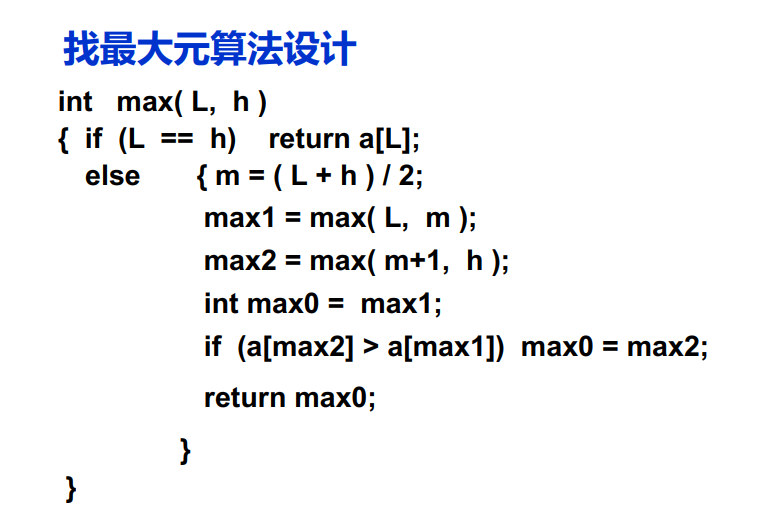 找最大元算法设计
int max( L, h )
{ if (L == h) return a[L];
else { m = ( L + h ) / 2;
max1 = max( L, m );
max2 = max( m+1, h );
int max0 = max1;
if (a[max2] > a[max1]) max0 = max2;
return max0;
}
}